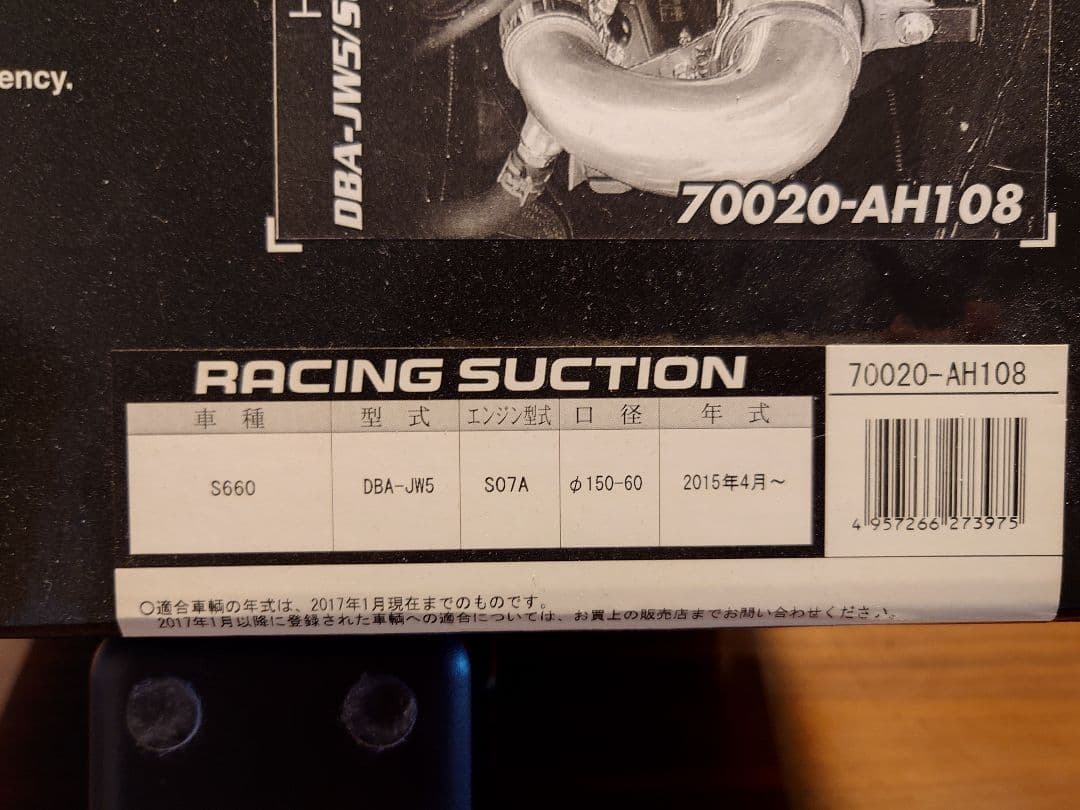 ency.
DBA-JW5/S
70020-AH108
RACING SUCTION
70020-AH108
車種 型式 エンジン型式 口径 年式
S660 DBA-JW5 S07A φ150-60 2015年4月～
4 957266 273975
○適合車輌の年式は、2017年1月現在までのものです。
2017年1月以降に登録された車輌への適合については、お買上の販売店までお問い合わせください。